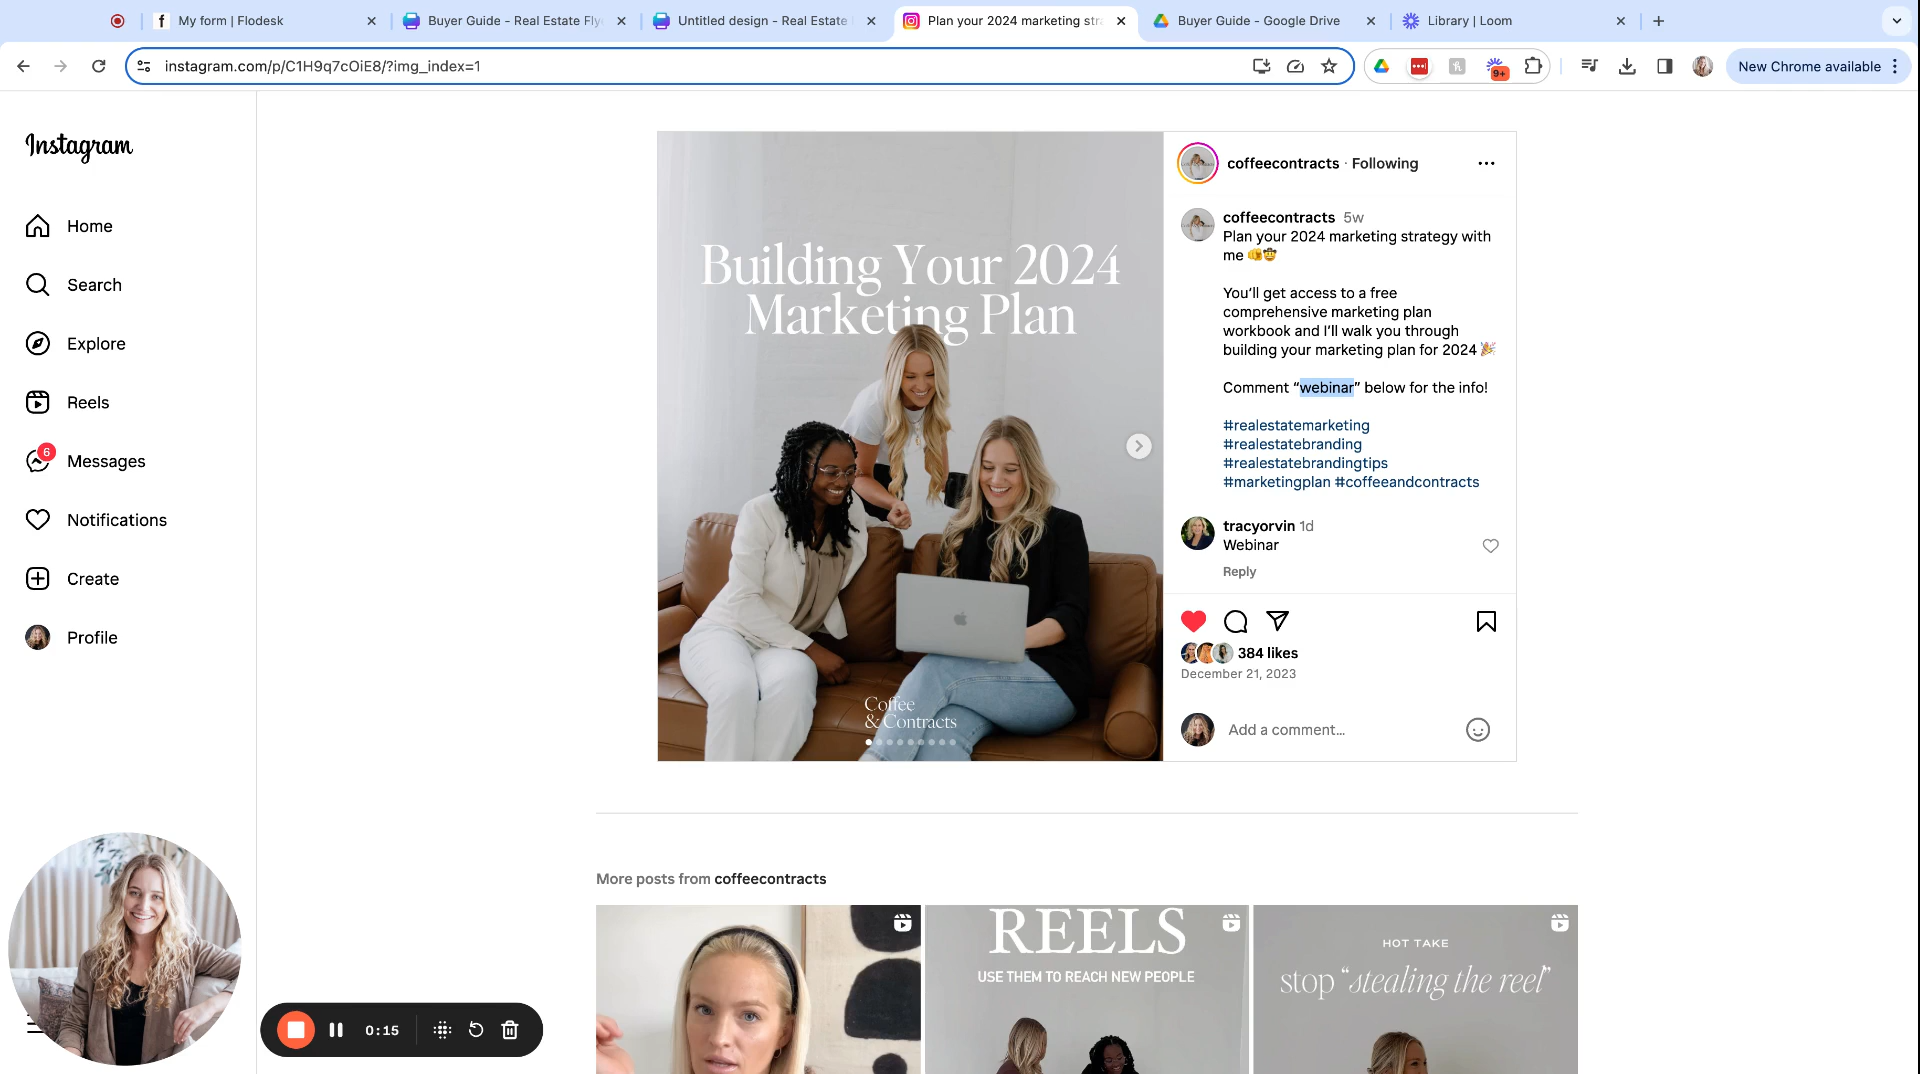 My form | Flodesk
Buyer Guide - Real Estate Fly
Untitled design - Real Estate
Plan your 2024 marketing str
Buyer Guide - Google Drive
Library | Loom
instagram.com/p/C1H9q7cOiE8/?img_index=1
9+
New Chrome available
Instagram
Home
Search
Explore
Reels
6
Messages
Notifications
Create
Profile
Building Your 2024
Marketing Plan
Coffee
& Contracts
coffeecontracts · Following
coffeecontracts 5w
Plan your 2024 marketing strategy with
me
You'll get access to a free
comprehensive marketing plan
workbook and I'll walk you through
building your marketing plan for 2024
Comment “webinar” below for the info!
#realestatemarketing
#realestatebranding
#realestatebrandingtips
#marketingplan #coffeeandcontracts
tracyorvin 1d
Webinar
Reply
384 likes
December 21, 2023
Add a comment...
More posts from coffeecontracts
REELS
USE THEM TO REACH NEW PEOPLE
HOT TAKE
stop “stealing the reel”
0:15